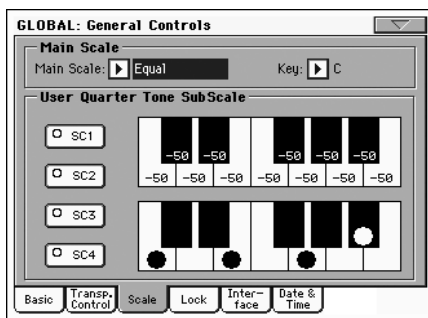 GLOBAL: General Controls
Main Scale
Main Scale: Equal Key: C
User Quarter Tone SubScale
SC1
SC2
SC3
SC4
-50 -50 -50 -50 -50
-50 -50 -50 -50 -50 -50 -50
Basic Transp. Control Scale Lock Inter-face Date & Time